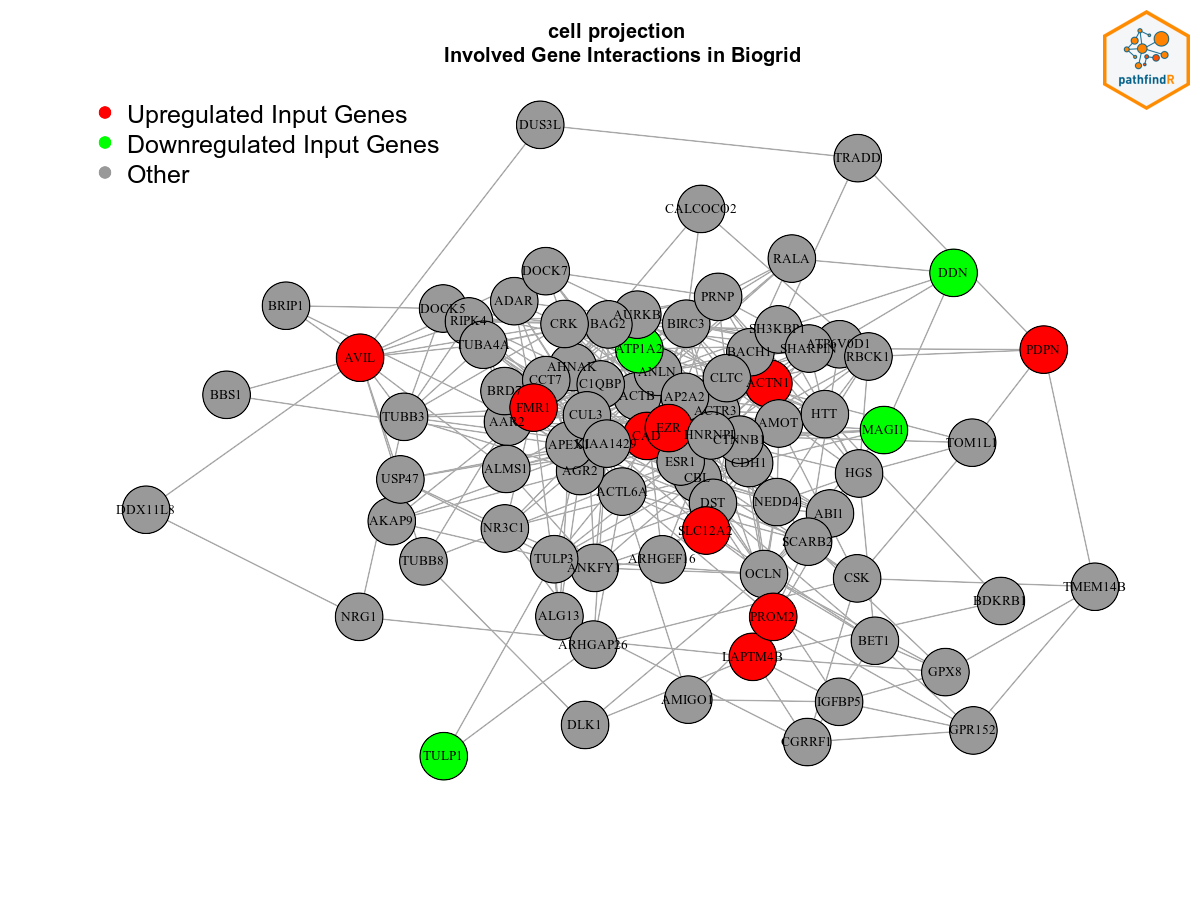 cell projection
Involved Gene Interactions in Biogrid
pathfindR
Upregulated Input Genes
Downregulated Input Genes
Other
DUS3L
TRADD
CALCOCO2
RALA
DDN
DOCK7
PRNP
ADAR
BRIP1
DOCK5
RIPK4
CRK
BAG2
AURKB
BIRC3
SH3KBP1
TUBA4A
ATP1A2
BACH1
SHARPIN
ATP6V0D1
RBCK1
PDPN
AVIL
AHNAK
ANLN
CCT7
C1QBP
CLTC
ACTN1
BBS1
BRD7
ACTB
AP2A2
FMR1
CUL3
ACTR3
TUBB3
AAR2
HTT
AMOT
MAGI1
EZR
CAD
HNRNPL
CTNNB1
TOM1L1
APEX1
KIAA1429
ESR1
CDH1
ALMS1
AGR2
HGS
USP47
CBL
ACTL6A
DST
NEDD4
DDX11L8
ABI1
AKAP9
NR3C1
SLC12A2
SCARB2
TUBB8
TULP3
ANKFY1
ARHGEF16
OCLN
CSK
TMEM14B
BDKRB1
NRG1
ALG13
PROM2
ARHGAP26
BET1
LAPTM4B
GPX8
AMIGO1
IGFBP5
DLK1
GPR152
CGRRF1
TULP1